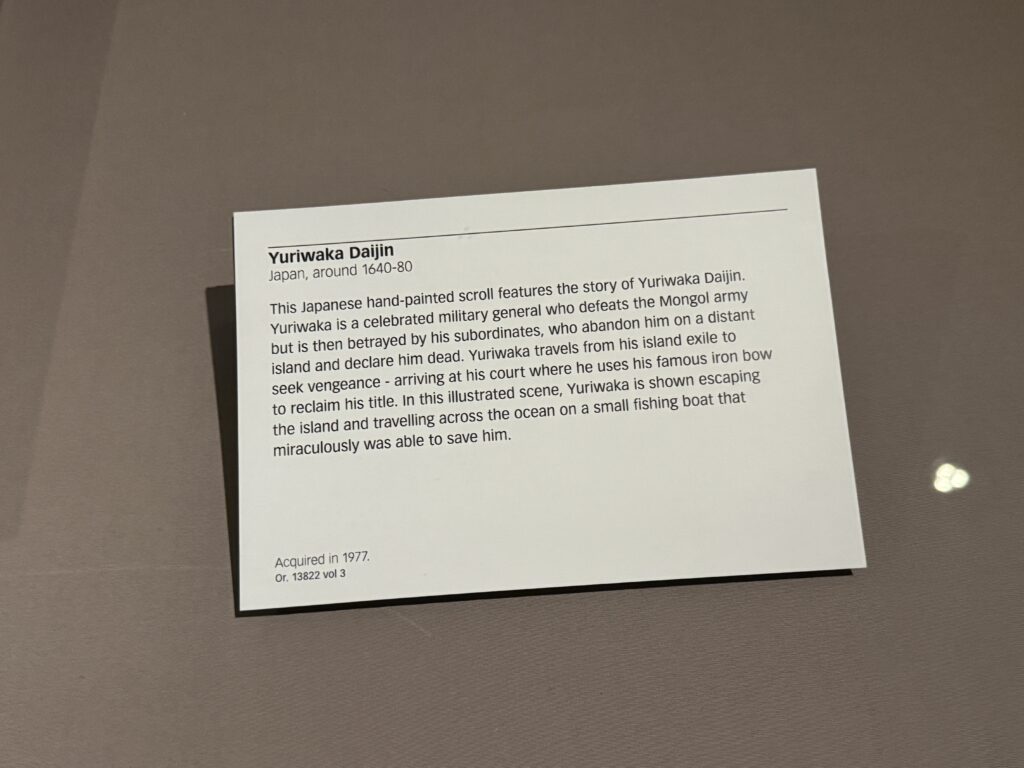 Yuriwaka Daijin
Japan, around 1640-80
This Japanese hand-painted scroll features the story of Yuriwaka Daijin.
Yuriwaka is a celebrated military general who defeats the Mongol army
but is then betrayed by his subordinates, who abandon him on a distant
island and declare him dead. Yuriwaka travels from his island exile to
seek vengeance - arriving at his court where he uses his famous iron bow
to reclaim his title. In this illustrated scene, Yuriwaka is shown escaping
the island and travelling across the ocean on a small fishing boat that
miraculously was able to save him.
Acquired in 1977.
Or. 13822 vol 3